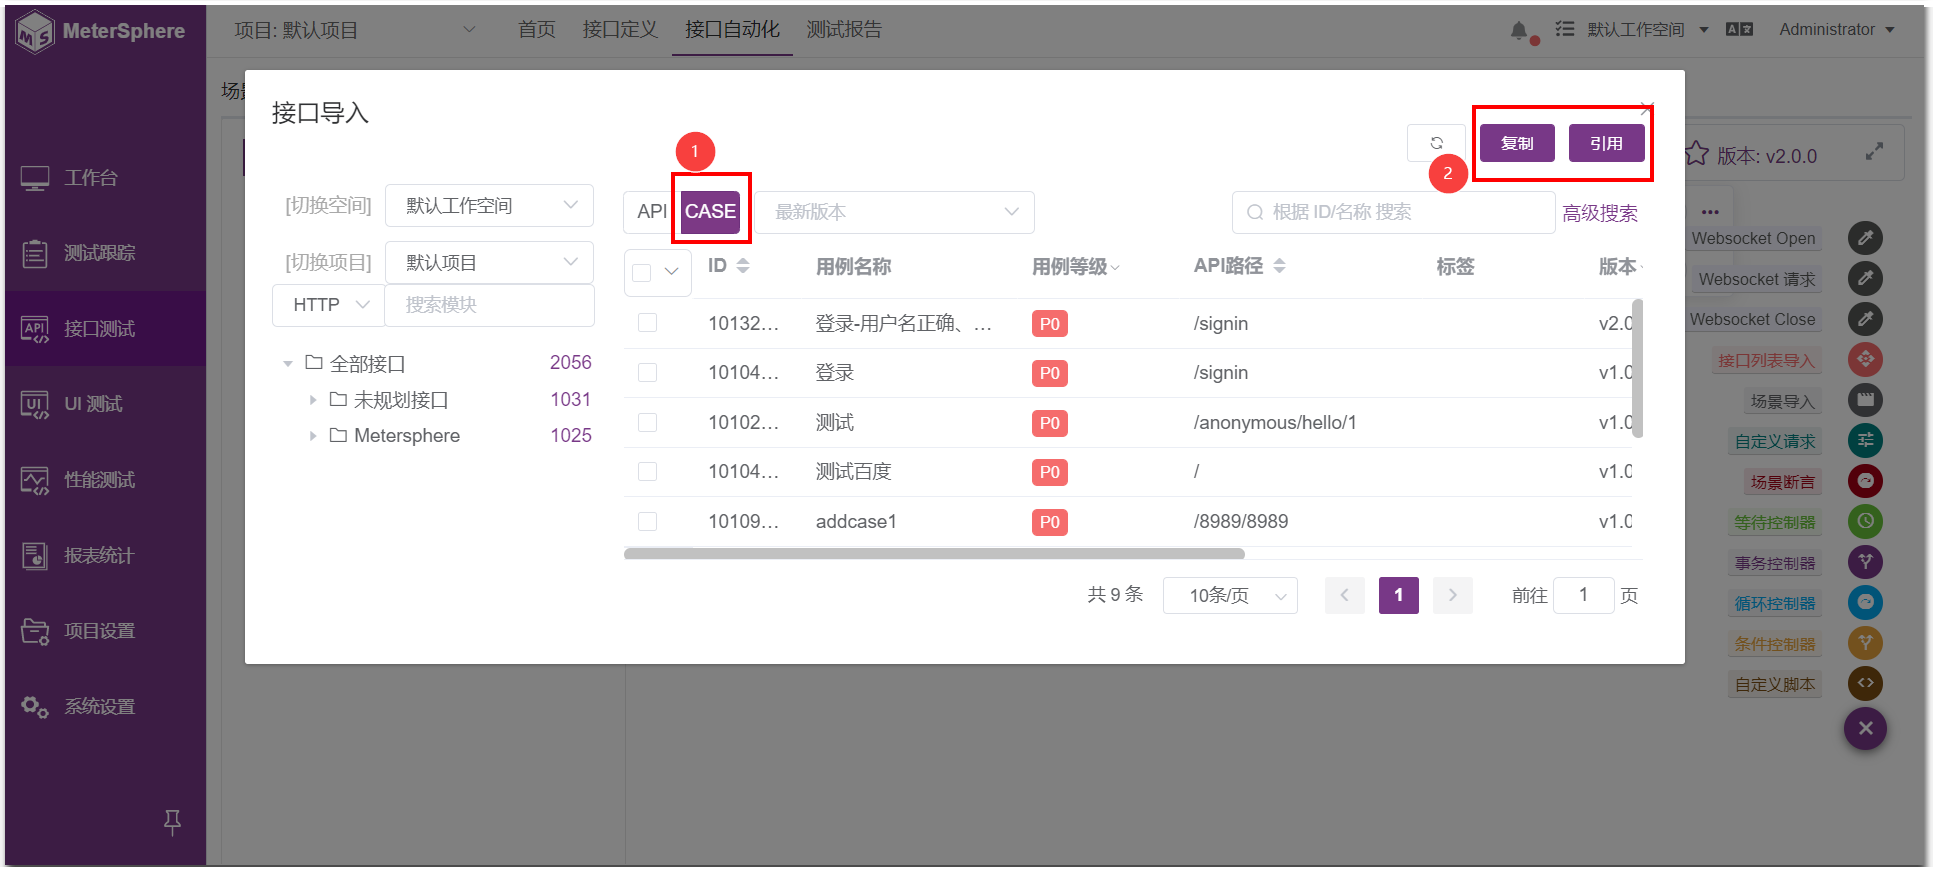 MeterSphere
项目: 默认项目
首页 接口定义 接口自动化 测试报告
默认工作空间
Administrator
工作台
测试跟踪
接口测试
UI 测试
性能测试
报表统计
项目设置
系统设置
接口导入
1
复制 引用
2
[切换空间] 默认工作空间
[切换项目] 默认项目
HTTP 搜索模块
全部接口 2056
未规划接口 1031
Metersphere 1025
API CASE 最新版本
根据 ID/名称 搜索 高级搜索
ID 用例名称 用例等级 API路径 标签 版本
10132... 登录-用户名正确、... P0 /signin v2.0
10104... 登录 P0 /signin v1.0
10102... 测试 P0 /anonymous/hello/1 v1.0
10104... 测试百度 P0 / v1.0
10109... addcase1 P0 /8989/8989 v1.0
共 9 条 10条/页 1 前往 1 页
版本: v2.0.0
Websocket Open
Websocket 请求
Websocket Close
接口列表导入
场景导入
自定义请求
场景断言
等待控制器
事务控制器
循环控制器
条件控制器
自定义脚本